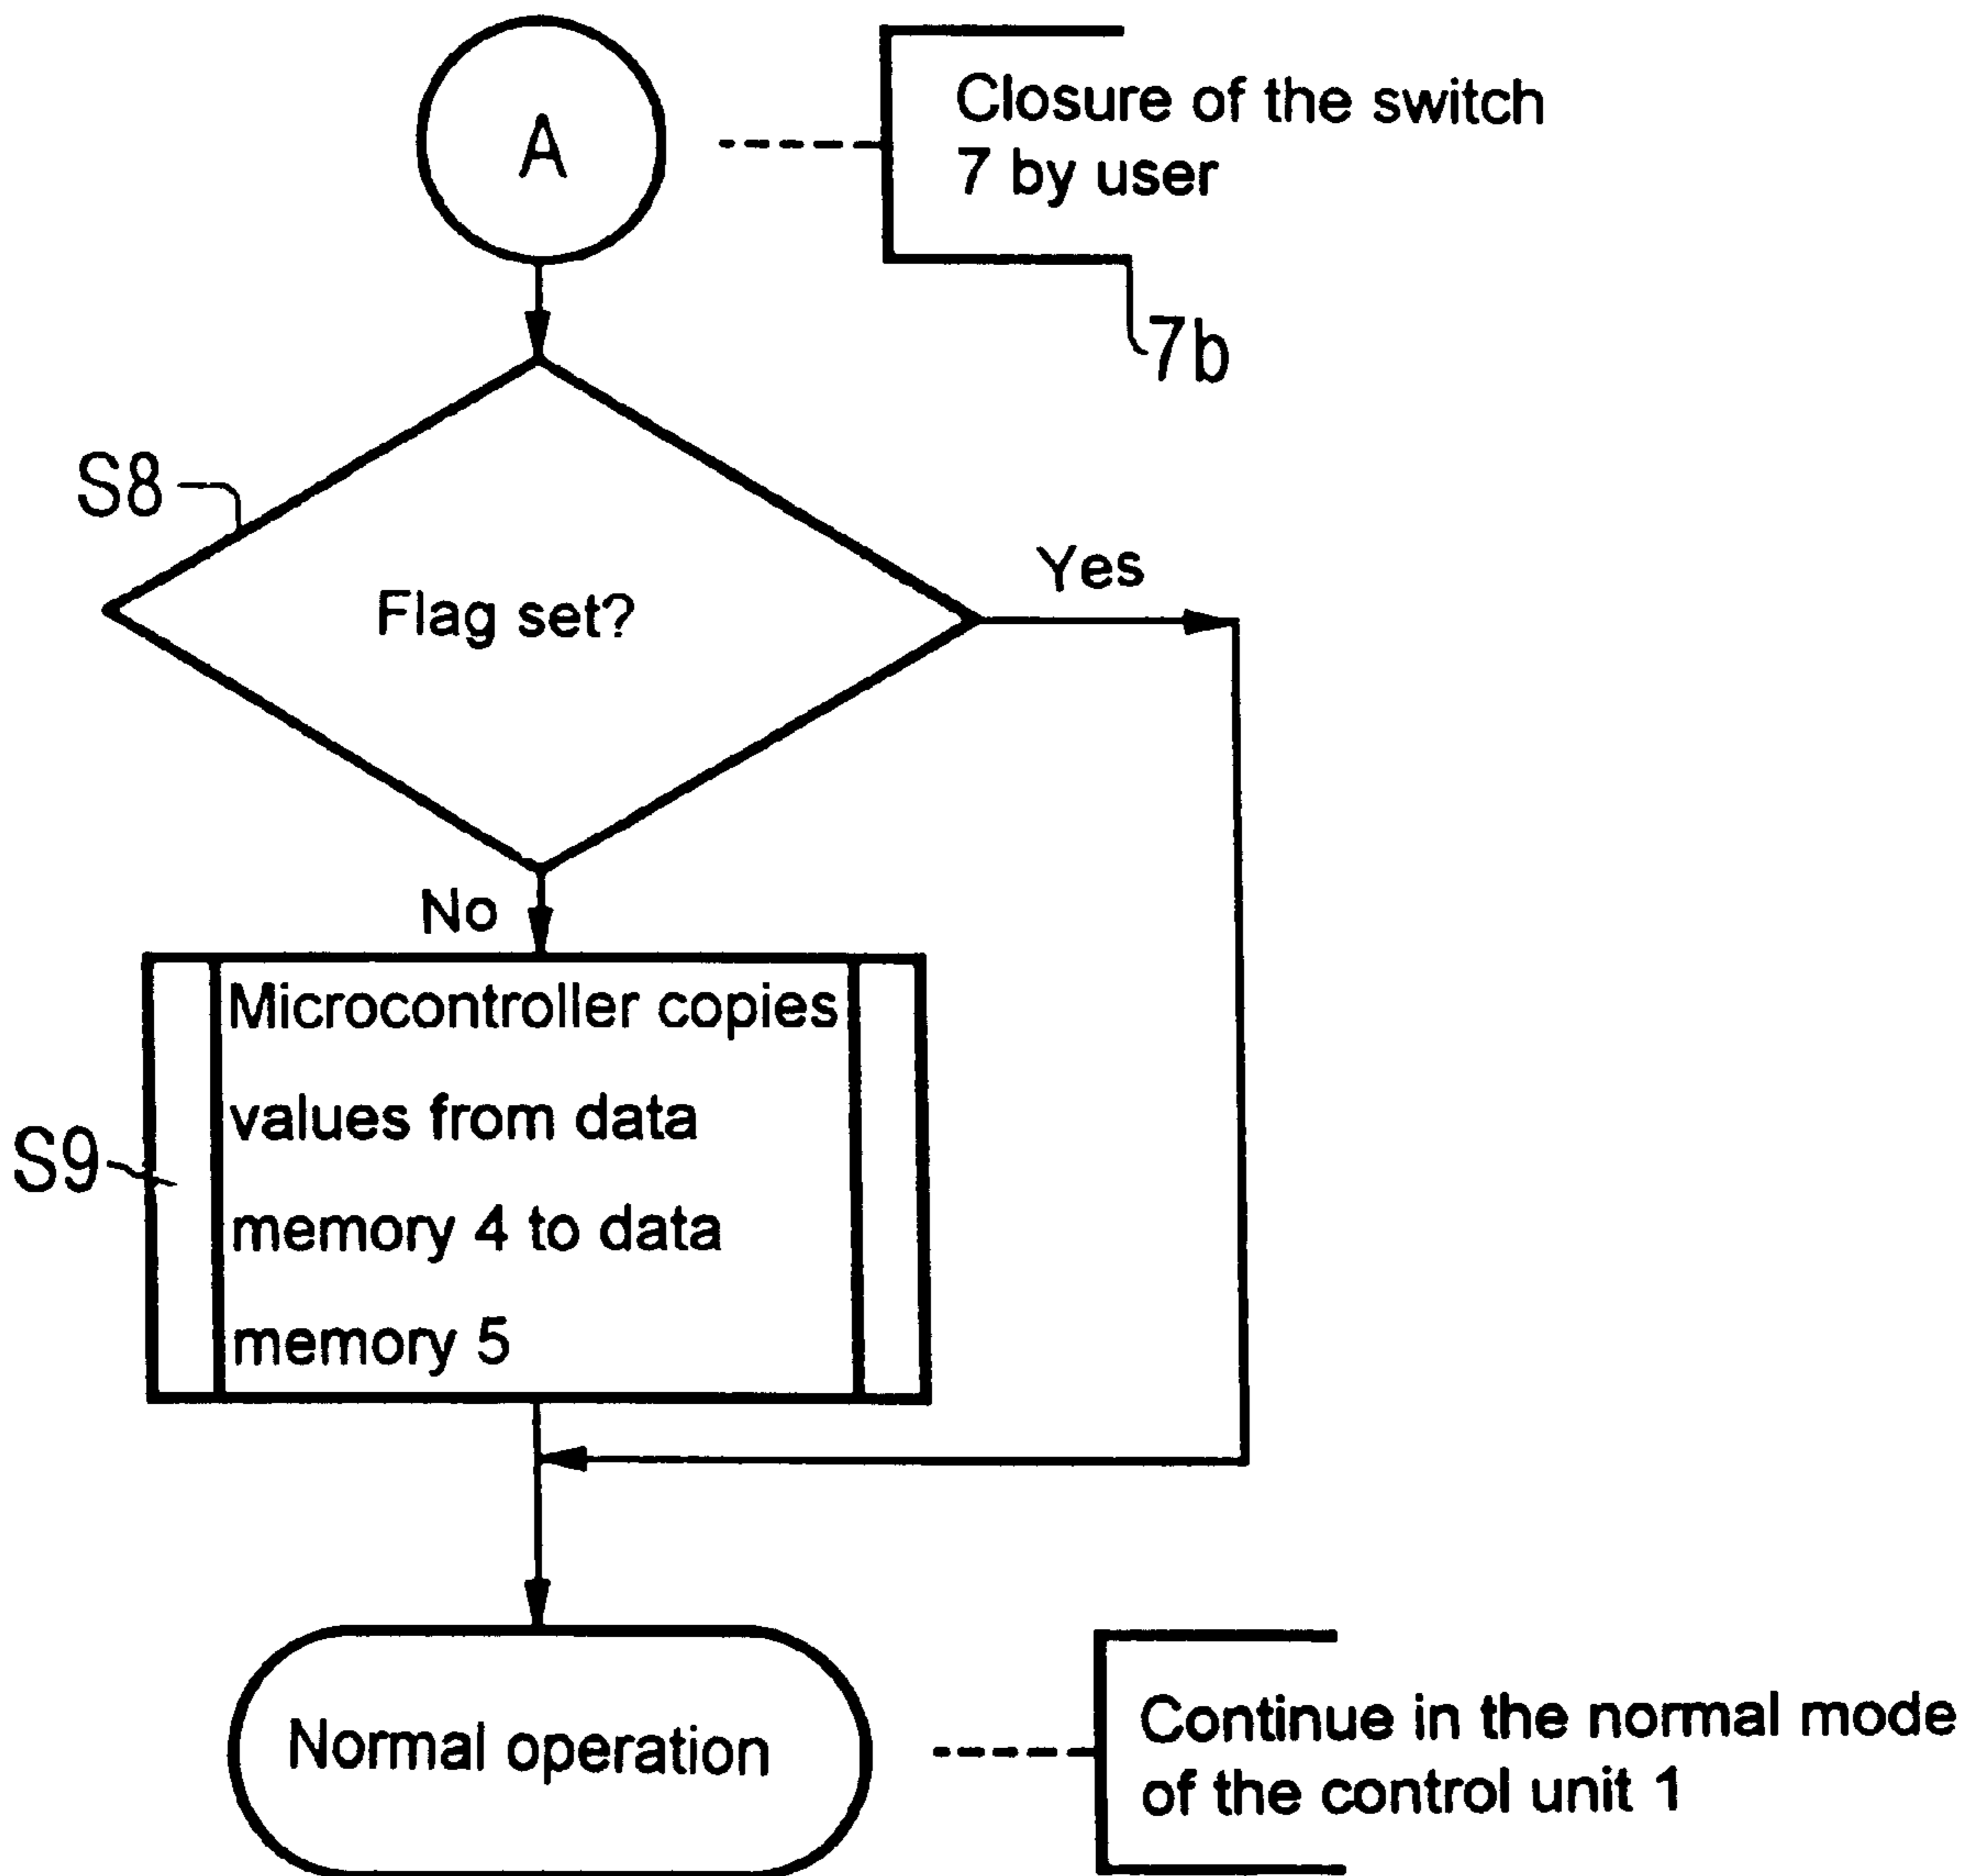 A
Closure of the switch
7 by user
7b
S8
Flag set?
Yes
No
Microcontroller copies
values from data
memory 4 to data
memory 5
S9
Normal operation
Continue in the normal mode
of the control unit 1